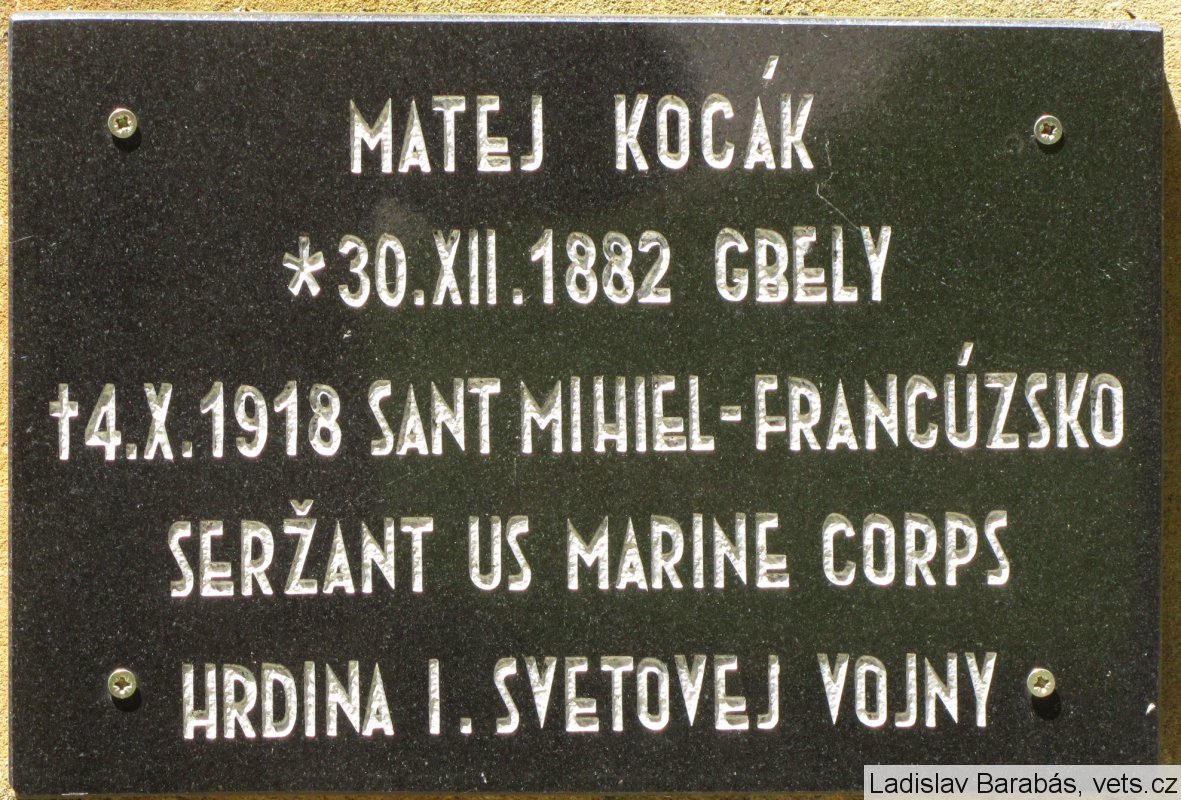 MATEJ KOCÁK
*30.XII.1882 GBELY
†4.X.1918 SANT MIHIEL-FRANCÚZSKO
SERŽANT US MARINE CORPS
HRDINA I. SVETOVEJ VOJNY
Ladislav Barabás, vets.cz